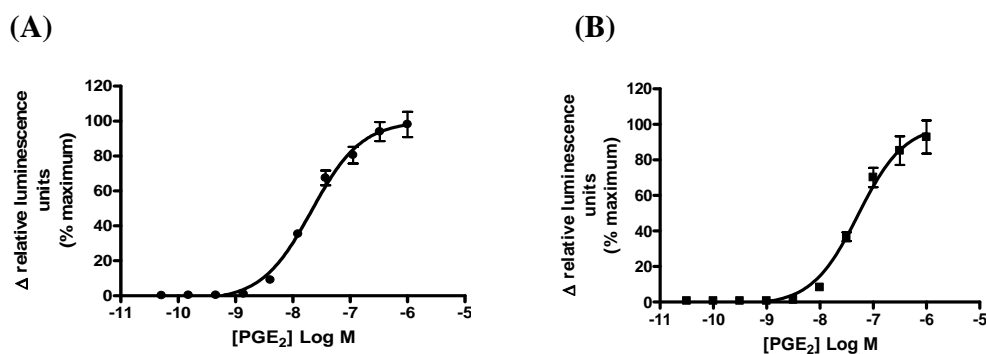 (A)
(B)
Δ relative luminescence
units
(% maximum)
120
100
80
60
40
20
0
-11 -10 -9 -8 -7 -6 -5
[PGE₂] Log M
Δ relative luminescence
units
(% maximum)
120
100
80
60
40
20
0
-11 -10 -9 -8 -7 -6 -5
[PGE₂] Log M